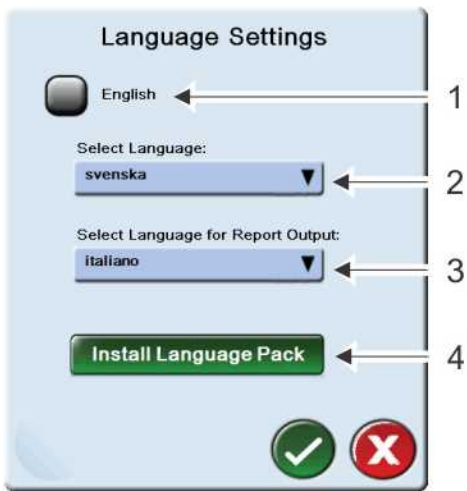 Language Settings
English
1
Select Language:
svenska
2
Select Language for Report Output:
italiano
3
Install Language Pack
4